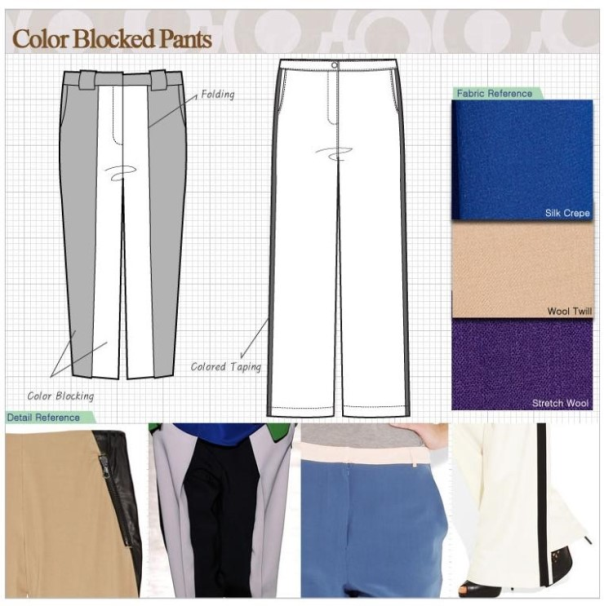 Color Blocked Pants
Folding
Fabric Reference
Silk Crepe
Wool Twill
Colored Taping
Color Blocking
Stretch Wool
Detail Reference